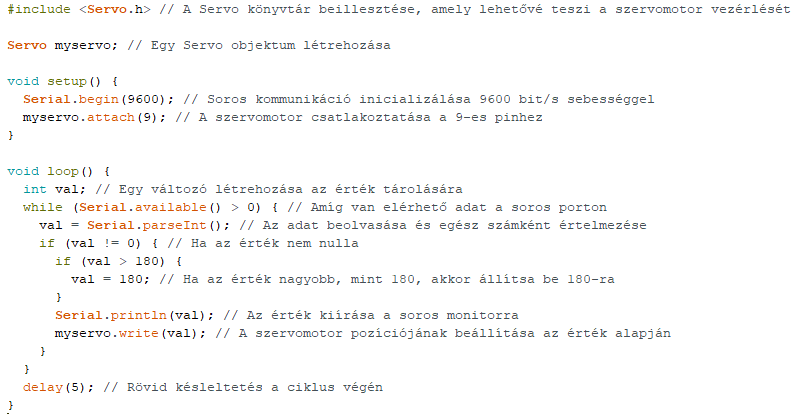 #include <Servo.h> // A Servo könyvtár beillesztése, amely lehetővé teszi a szervomotor vezérlését
Servo myservo; // Egy Servo objektum létrehozása
void setup() {
Serial.begin(9600); // Soros kommunikáció inicializálása 9600 bit/s sebességgel
myservo.attach(9); // A szervomotor csatlakoztatása a 9-es pinhez
}
void loop() {
int val; // Egy változó létrehozása az érték tárolására
while (Serial.available() > 0) { // Amíg van elérhető adat a soros porton
val = Serial.parseInt(); // Az adat beolvasása és egész számként értelmezése
if (val != 0) { // Ha az érték nem nulla
if (val > 180) {
val = 180; // Ha az érték nagyobb, mint 180, akkor állítsa be 180-ra
}
Serial.println(val); // Az érték kiírása a soros monitorra
myservo.write(val); // A szervomotor pozíciójának beállítása az érték alapján
}
}
delay(5); // Rövid késleltetés a ciklus végén
}